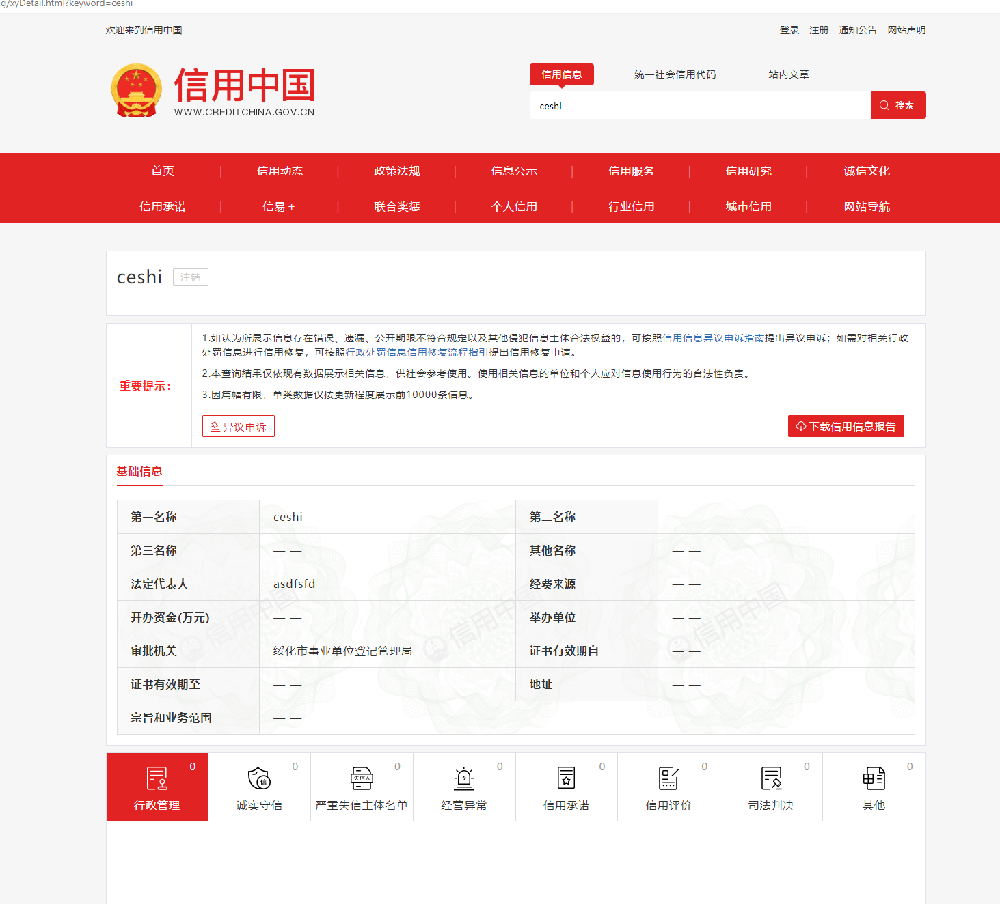 g/xyDetail.html?keyword=ceshi
欢迎来到信用中国
登录 注册 通知公告 网站声明
信用中国
WWW.CREDITCHINA.GOV.CN
信用信息 统一社会信用代码 站内文章
ceshi 搜索
首页 信用动态 政策法规 信息公示 信用服务 信用研究 诚信文化
信用承诺 信易+ 联合奖惩 个人信用 行业信用 城市信用 网站导航
ceshi 注销
重要提示：
1.如认为所展示信息存在错误、遗漏、公开期限不符合规定以及其他侵犯信息主体合法权益的，可按照信用信息异议申诉指南提出异议申诉；如需对相关行政
处罚信息进行信用修复，可按照行政处罚信息信用修复流程指引提出信用修复申请。
2.本查询结果仅依现有数据展示相关信息，供社会参考使用。使用相关信息的单位和个人应对信息使用行为的合法性负责。
3.因篇幅有限，单类数据仅按更新程度展示前10000条信息。
异议申诉 下载信用信息报告
基础信息
第一名称 ceshi 第二名称 — —
第三名称 — — 其他名称 — —
法定代表人 asdfsfd 经费来源 — —
开办资金(万元) — — 举办单位 — —
审批机关 绥化市事业单位登记管理局 证书有效期自 — —
证书有效期至 — — 地址 — —
宗旨和业务范围 — —
信用中国
信用中国
信用中国
0 0 0 0 0 0 0 0
信 失信人
行政管理 诚实守信 严重失信主体名单 经营异常 信用承诺 信用评价 司法判决 其他